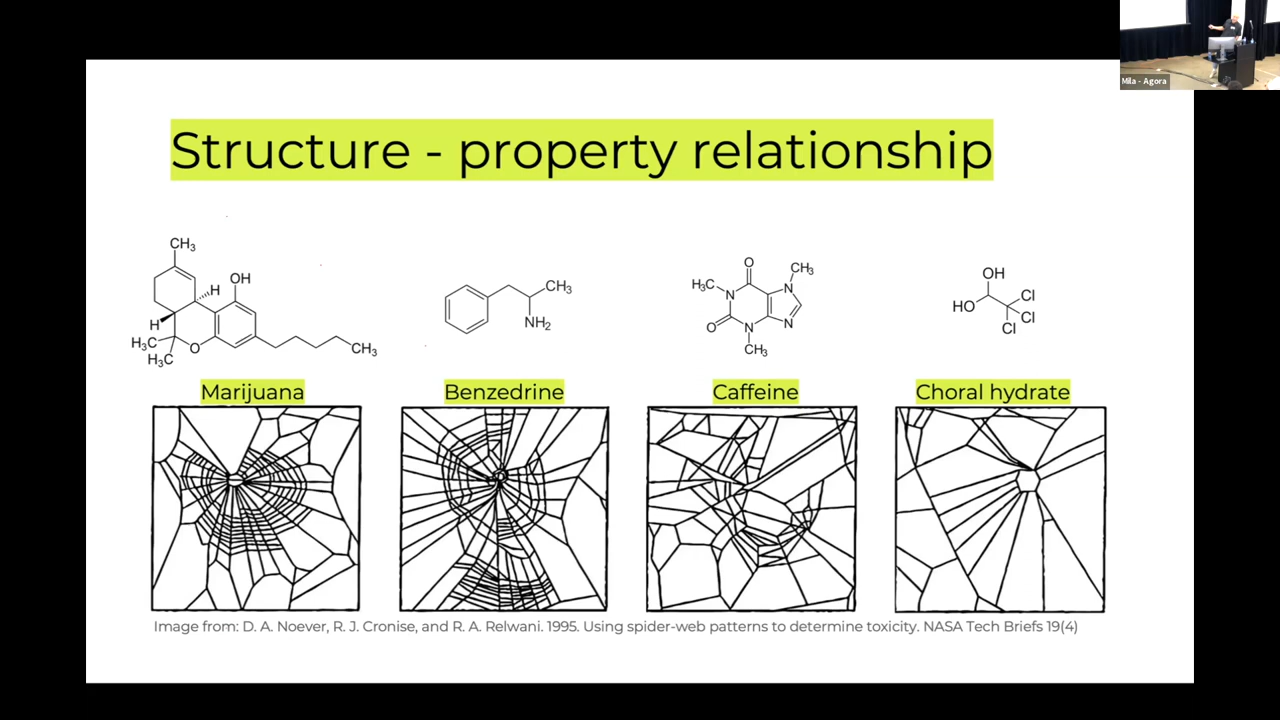 Mila - Agora
Structure - property relationship
CH3
OH
H
H
H3C
H3C
O
CH3
CH3
NH2
O
CH3
H3C
N
N
O
N
N
CH3
OH
HO
Cl
Cl
Cl
Marijuana
Benzedrine
Caffeine
Choral hydrate
Image from: D. A. Noever, R. J. Cronise, and R. A. Relwani. 1995. Using spider-web patterns to determine toxicity. NASA Tech Briefs 19(4)